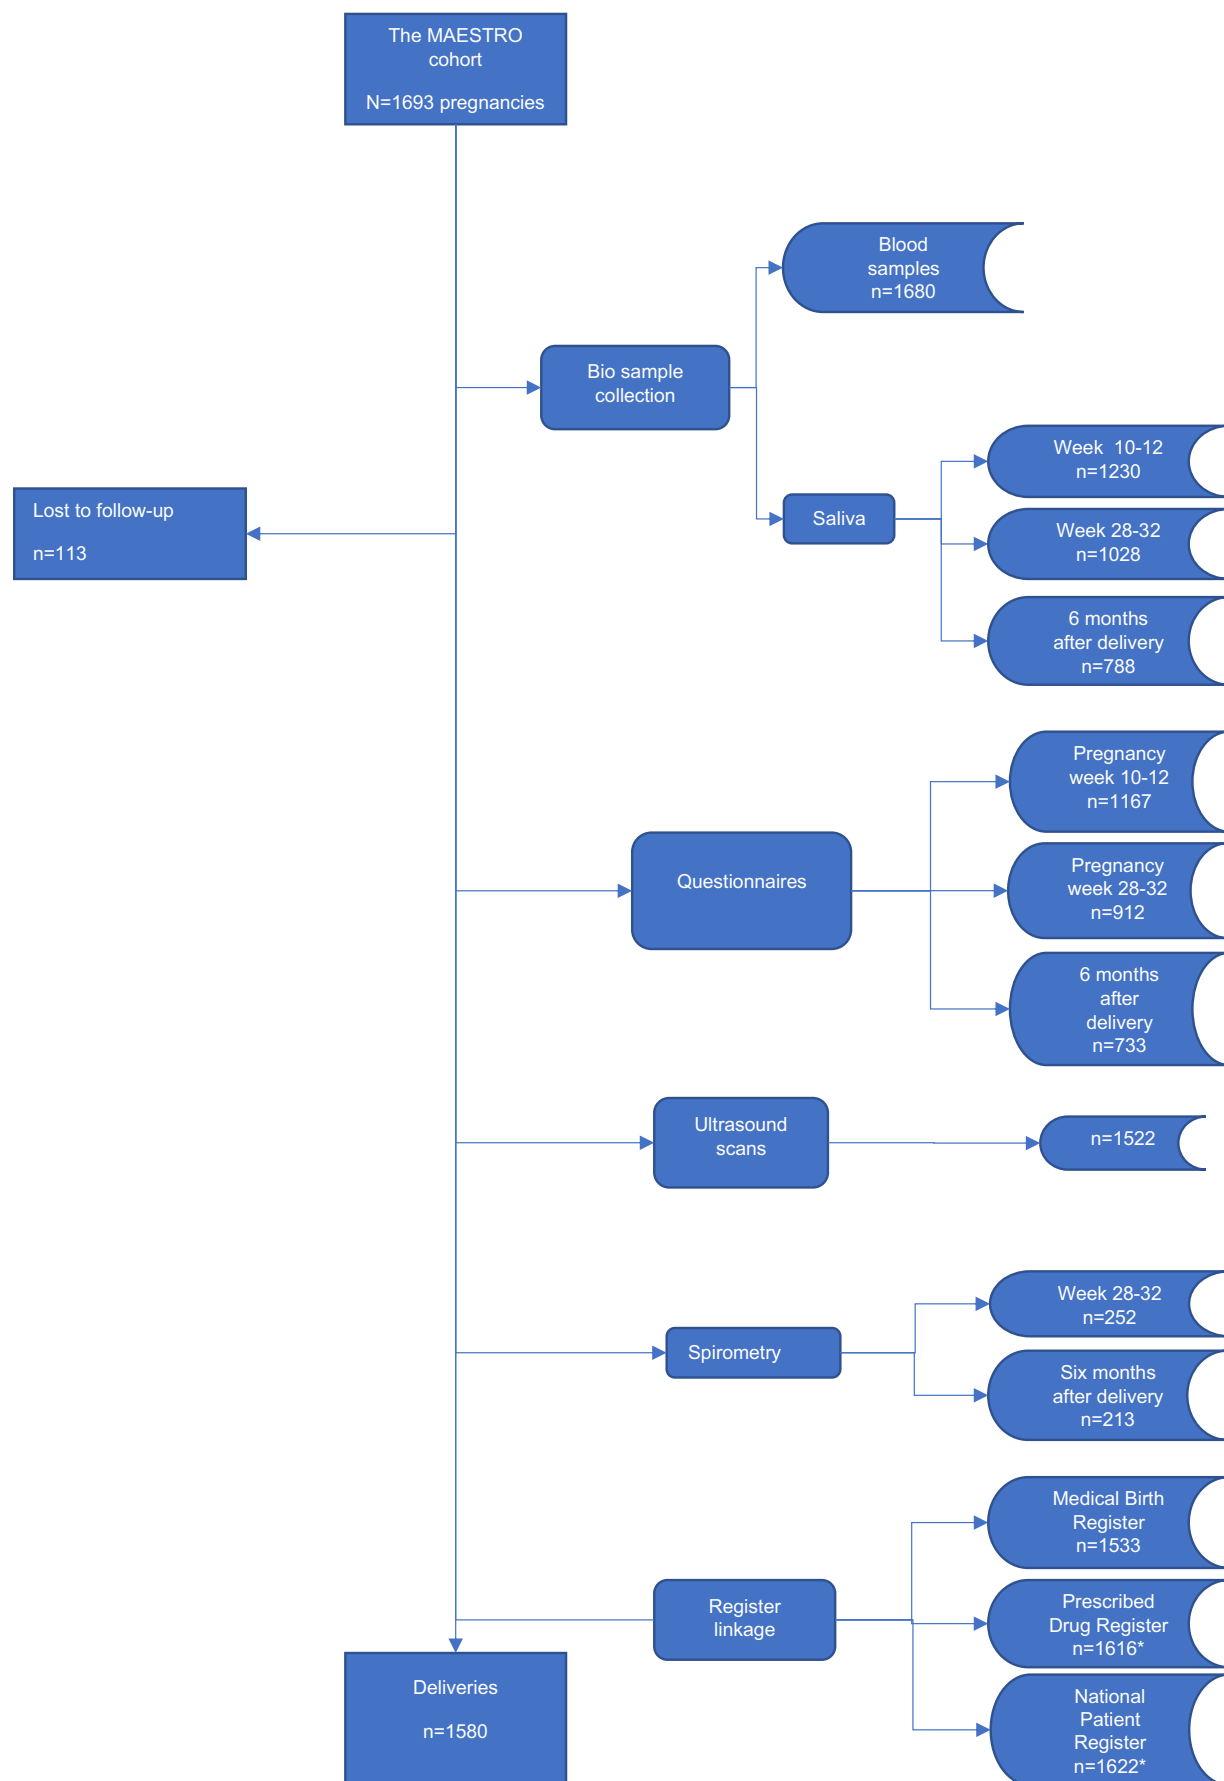 The MAESTRO
cohort
N=1693 pregnancies
Blood
samples
n=1680
Bio sample
collection
Week 10-12
n=1230
Lost to follow-up
n=113
Saliva
Week 28-32
n=1028
6 months
after delivery
n=788
Pregnancy
week 10-12
n=1167
Questionnaires
Pregnancy
week 28-32
n=912
6 months
after
delivery
n=733
Ultrasound
scans
n=1522
Week 28-32
n=252
Spirometry
Six months
after delivery
n=213
Medical Birth
Register
n=1533
Register
linkage
Prescribed
Drug Register
n=1616*
Deliveries
n=1580
National
Patient
Register
n=1622*